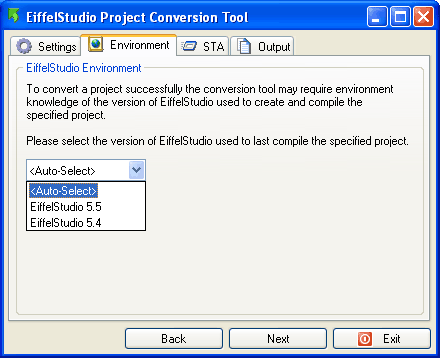 EiffelStudio Project Conversion Tool
Settings Environment STA Output
EiffelStudio Environment
To convert a project successfully the conversion tool may require environment
knowledge of the version of EiffelStudio used to create and compile the
specified project.
Please select the version of EiffelStudio used to last compile the specified project.
<Auto-Select>
<Auto-Select>
EiffelStudio 5.5
EiffelStudio 5.4
Back Next Exit